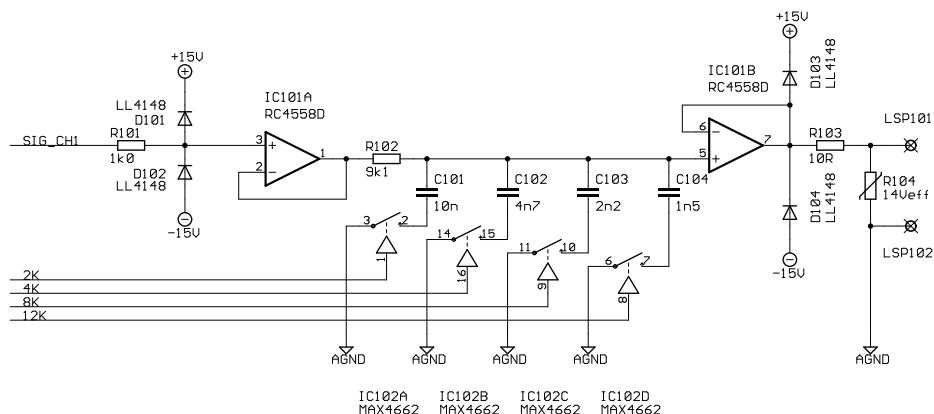 +15V
D103
LL4148
+15V
IC101B
RC4558D
LL4148
D101
IC101A
RC4558D
6
7
5
LSP101
SIG_CH1
R101
1k0
3
1
2
R102
9k1
R103
10R
D102
LL4148
C101
10n
C102
4n7
C103
2n2
C104
1n5
D104
LL4148
R104
14Veff
-15V
3
2
14
15
11
10
6
7
LSP102
1
16
9
8
-15V
2K
4K
8K
12K
AGND
AGND
AGND
AGND
AGND
IC102A
MAX4662
IC102B
MAX4662
IC102C
MAX4662
IC102D
MAX4662